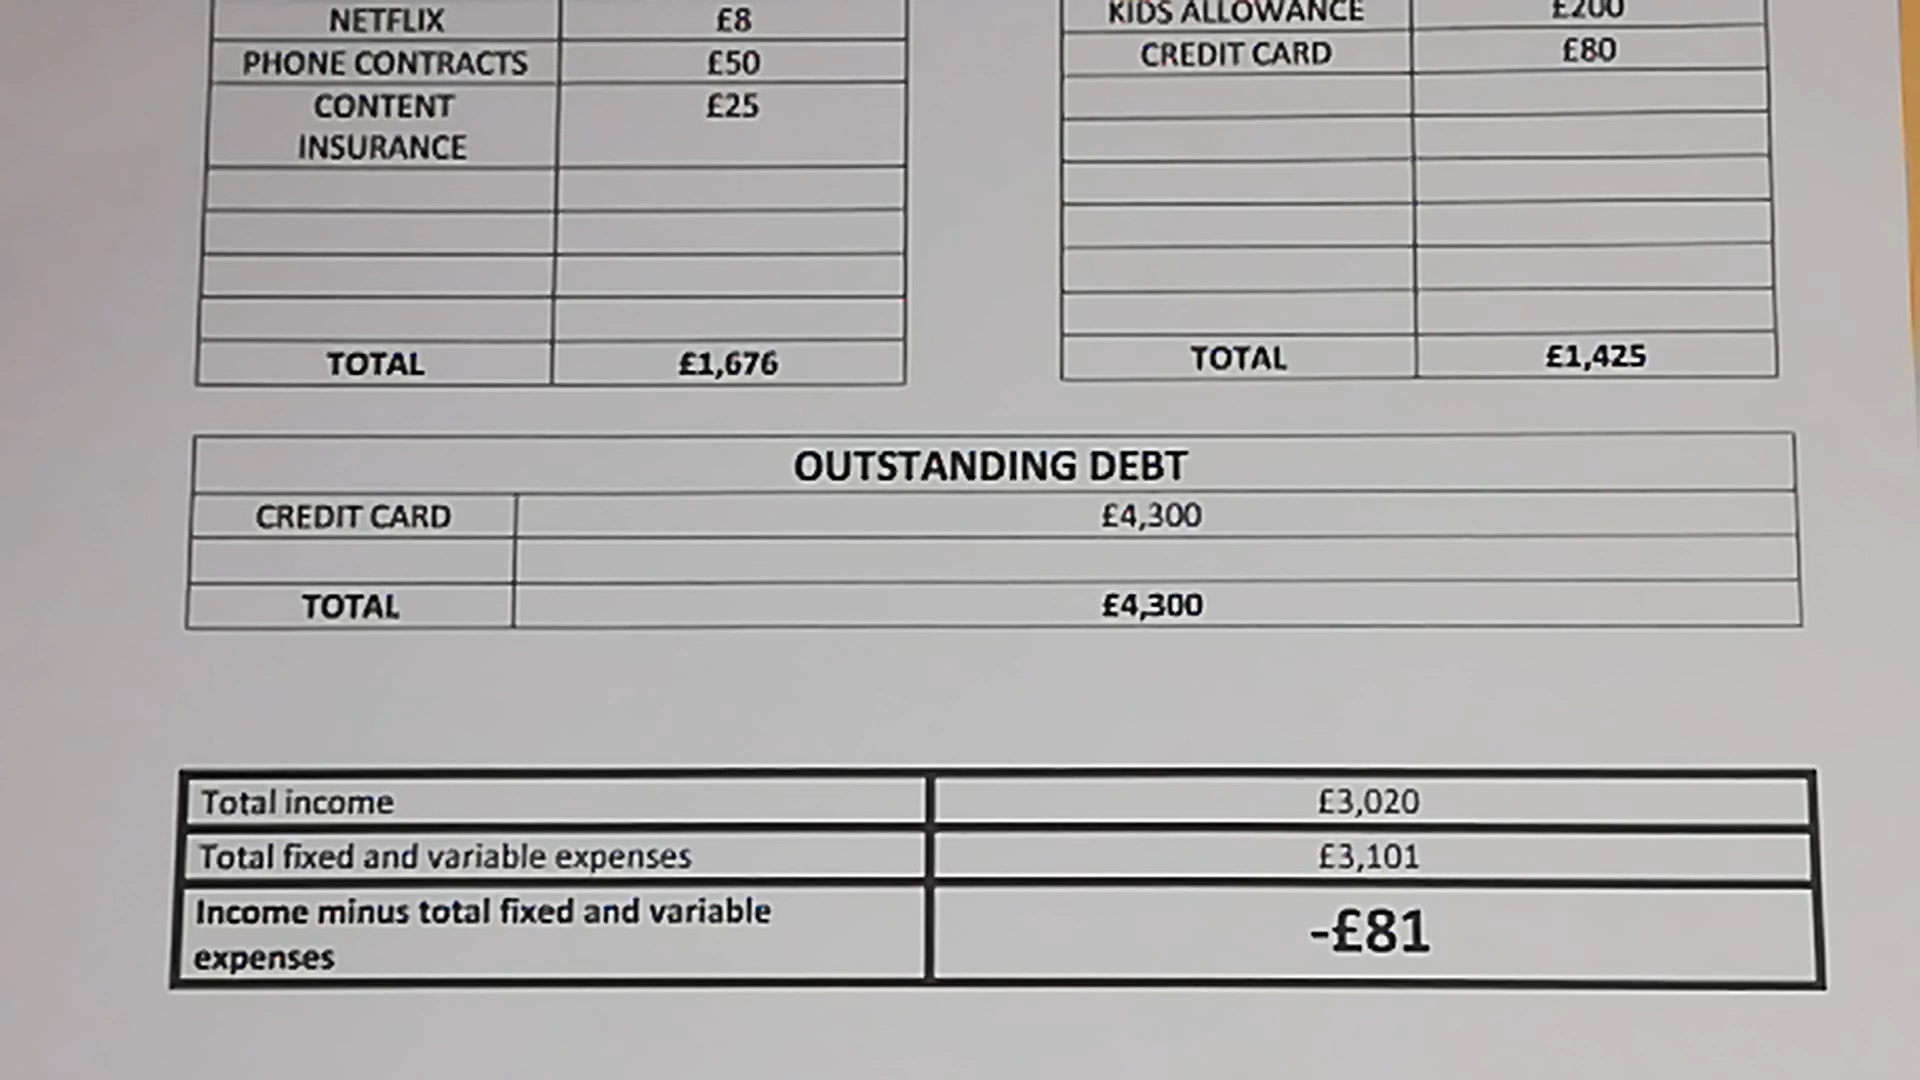 NETFLIX £8
PHONE CONTRACTS £50
CONTENT £25
INSURANCE
TOTAL £1,676
KIDS ALLOWANCE £200
CREDIT CARD £80
TOTAL £1,425
OUTSTANDING DEBT
CREDIT CARD £4,300
TOTAL £4,300
Total income £3,020
Total fixed and variable expenses £3,101
Income minus total fixed and variable
expenses
-£81